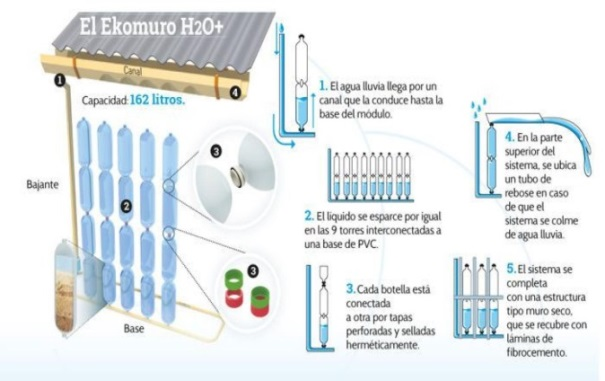 El Ekomuro H2O+
Canal
1
4
Capacidad: 162 litros.
3
Bajante
2
3
Base
1. El agua lluvia llega por un
canal que la conduce hasta la
base del módulo.
2. El líquido se esparce por igual
en las 9 torres interconectadas a
una base de PVC.
3. Cada botella está
conectada
a otra por tapas
perforadas y selladas
herméticamente.
4. En la parte
superior del
sistema, se ubica
un tubo de
rebose en caso
de que el
sistema se colme
de agua lluvia.
5. El sistema se
completa
con una estructura
tipo muro seco,
que se recubre con
láminas de
fibrocemento.